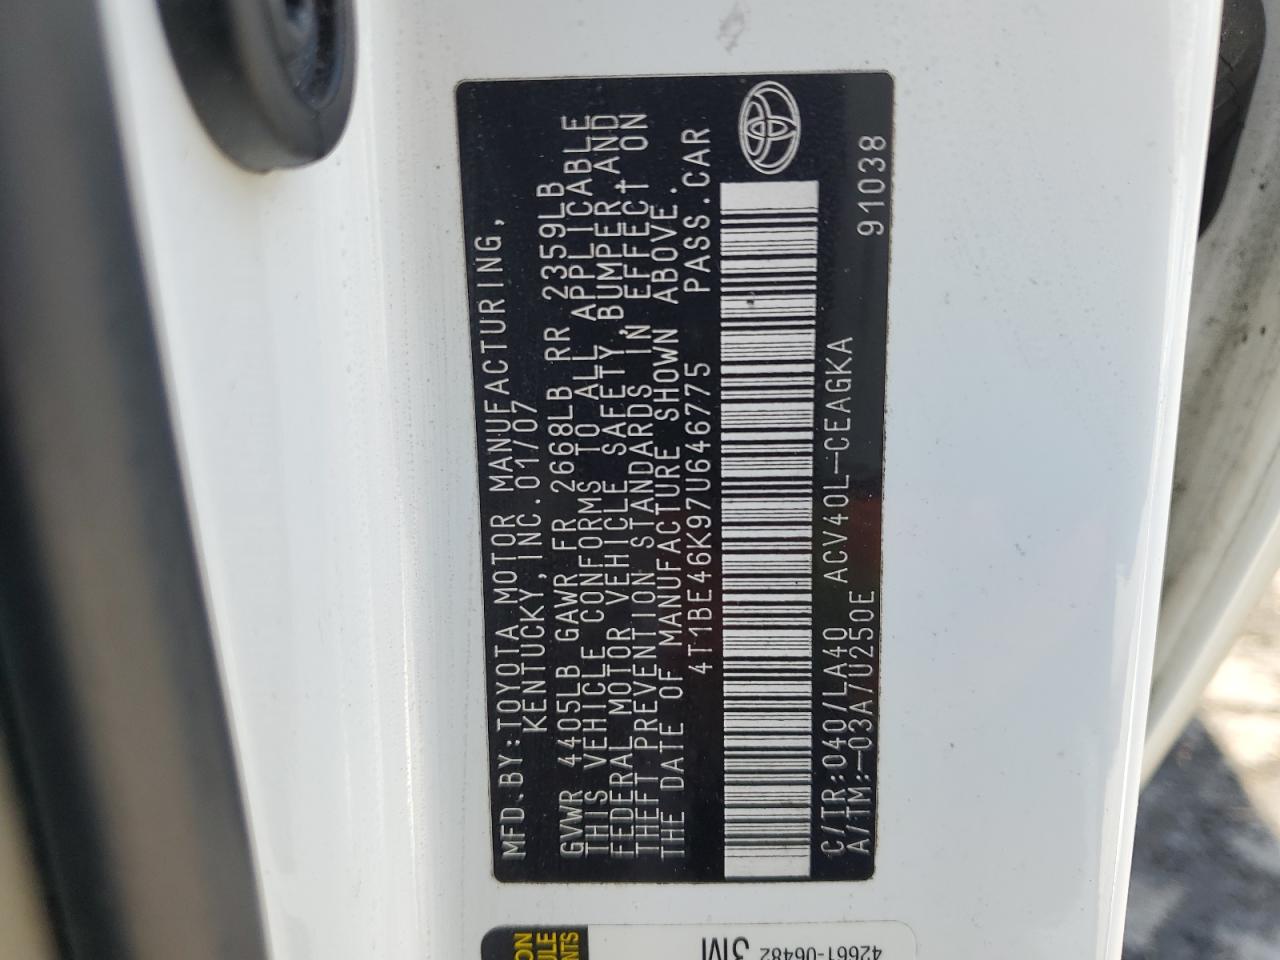 MFD.BY:TOYOTA MOTOR MANUFACTURING,
KENTUCKY,INC.01/07
GVWR 4405LB GAWR FR 2668LB RR 2359LB
THIS VEHICLE CONFORMS TO ALL APPLICABLE
FEDERAL MOTOR VEHICLE SAFETY,BUMPER,AND
THEFT PREVENTION STANDARDS IN EFFECT ON
THE DATE OF MANUFACTURE SHOWN ABOVE.
4T1BE46K97U646775 PASS.CAR
C/TR:040/LA40 ACV40L-CEAGKA
A/TM:-03A/U250E
91038
3M
42661-06482